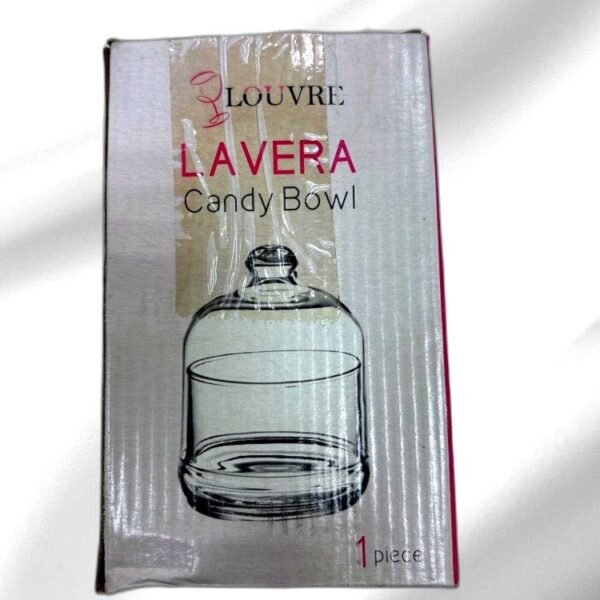 LOUVRE
LAVERA
Candy Bowl
1 piece